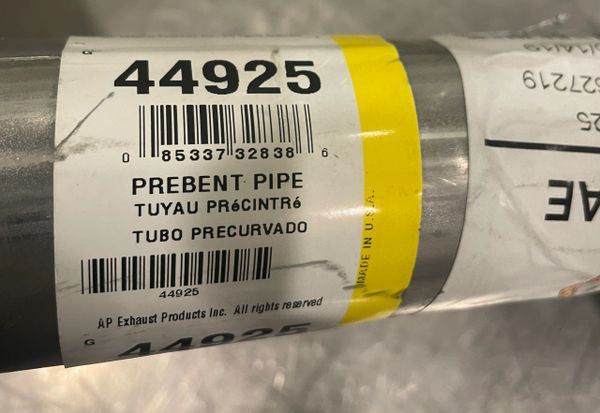 G
44925
0 85337 32838 6
PREBENT PIPE
TUYAU PRéCINTRé
TUBO PRECURVADO
44925
AP Exhaust Products Inc. All rights reserved
G
44925
MADE IN U.S.A.